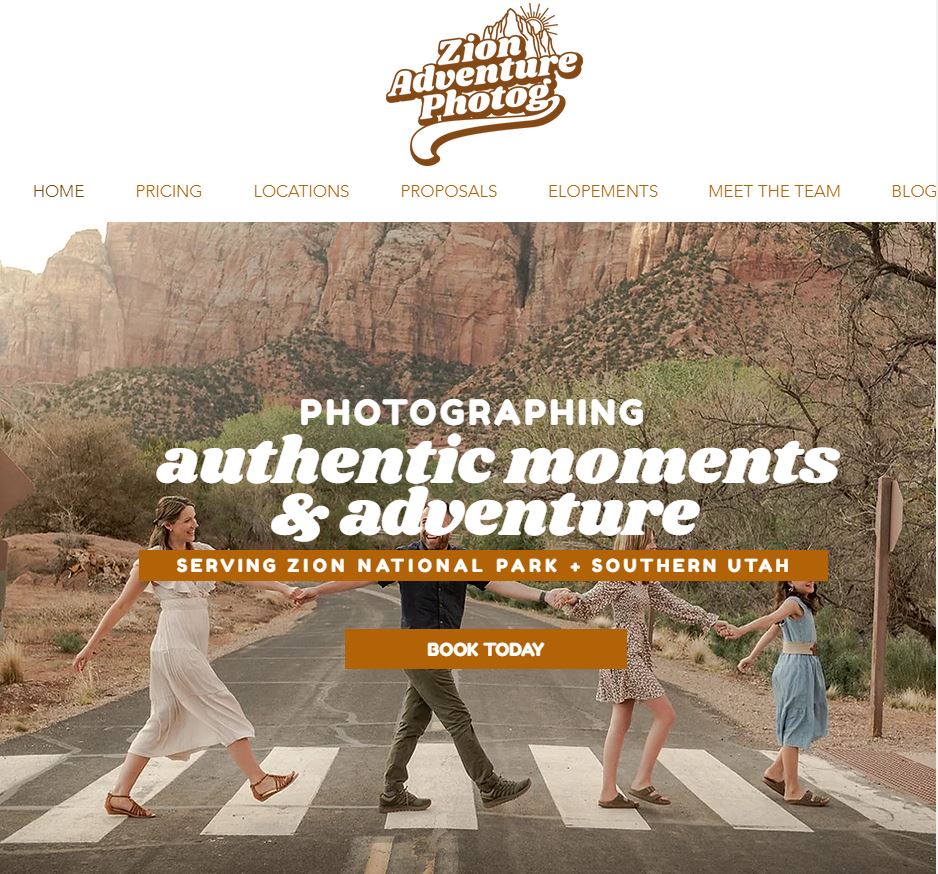 Zion
Adventure
Photog
HOME PRICING LOCATIONS PROPOSALS ELOPEMENTS MEET THE TEAM BLOG
PHOTOGRAPHING
authentic moments
& adventure
SERVING ZION NATIONAL PARK + SOUTHERN UTAH
BOOK TODAY